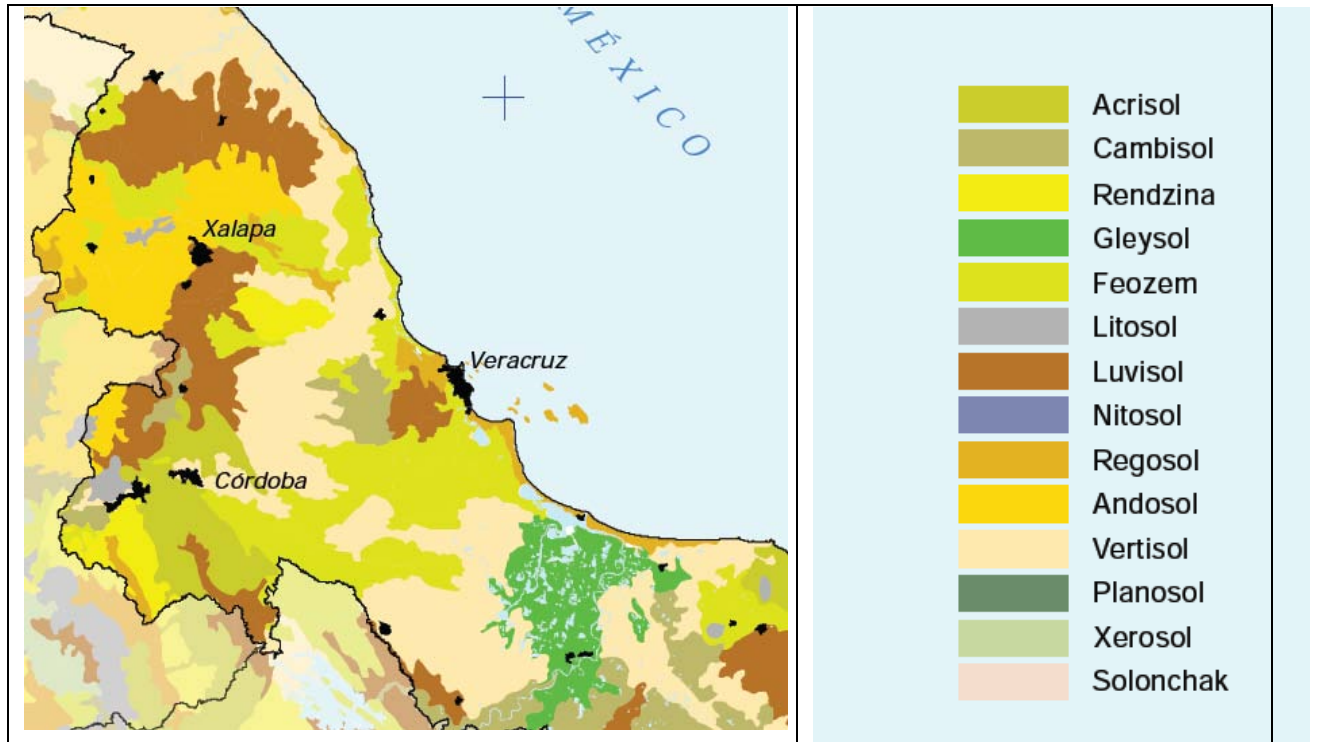 MÉXICO
Xalapa
Veracruz
Córdoba
Acrisol
Cambisol
Rendzina
Gleysol
Feozem
Litosol
Luvisol
Nitosol
Regosol
Andosol
Vertisol
Planosol
Xerosol
Solonchak